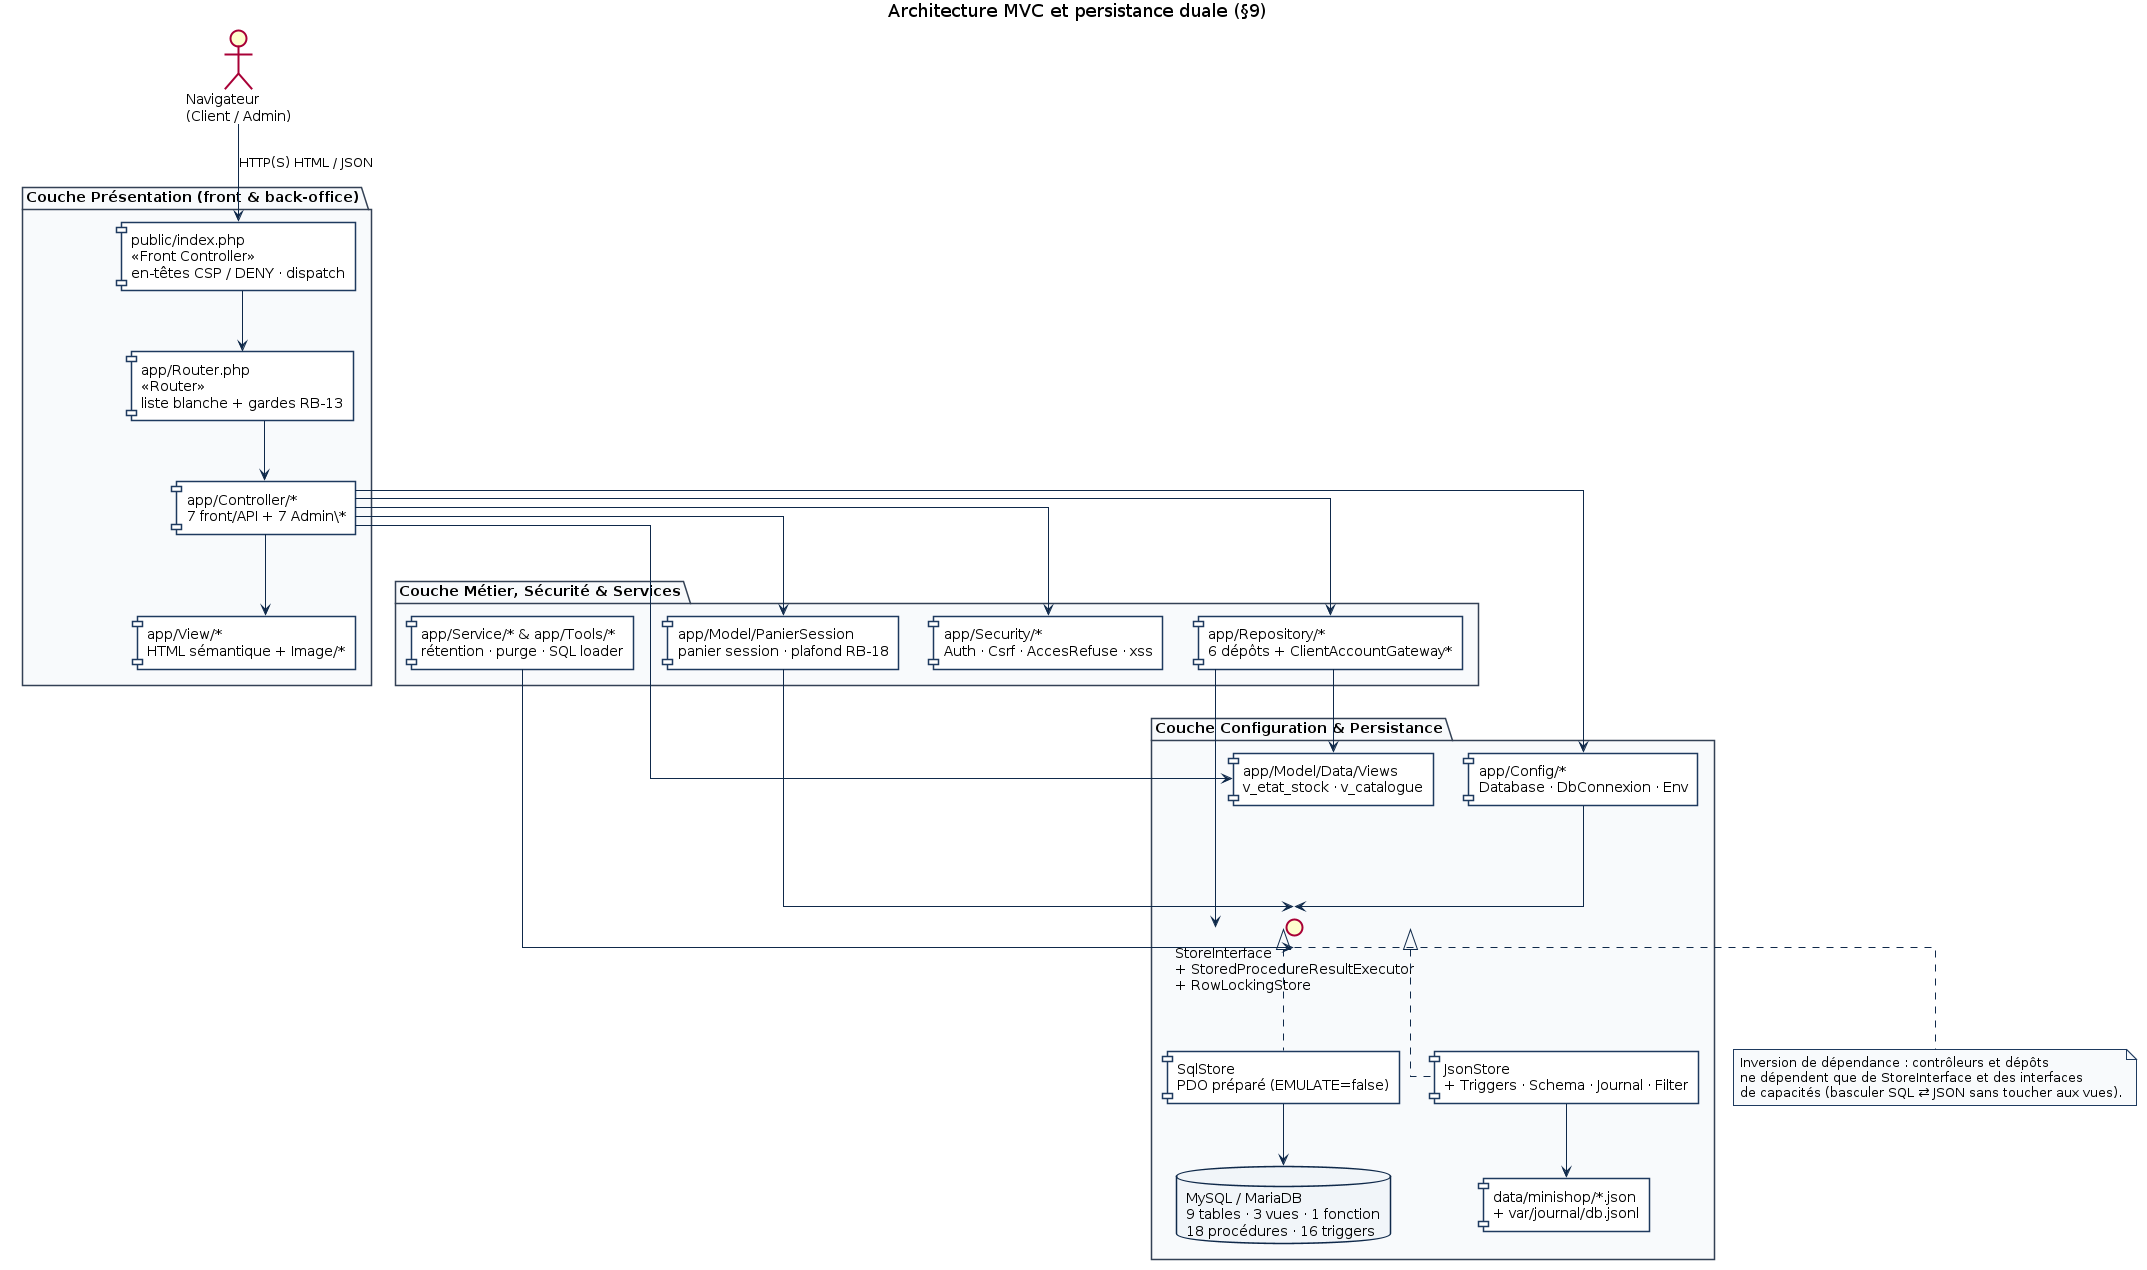 Architecture MVC et persistance duale (§9)
Navigateur
(Client / Admin)
HTTP(S) HTML / JSON
Couche Présentation (front & back-office)
public/index.php
«Front Controller»
en-têtes CSP / DENY · dispatch
app/Router.php
«Router»
liste blanche + gardes RB-13
app/Controller/*
7 front/API + 7 Admin\*
app/View/*
HTML sémantique + Image/*
Couche Métier, Sécurité & Services
app/Service/* & app/Tools/*
rétention · purge · SQL loader
app/Model/PanierSession
panier session · plafond RB-18
app/Security/*
Auth · Csrf · AccesRefuse · xss
app/Repository/*
6 dépôts + ClientAccountGateway*
Couche Configuration & Persistance
app/Model/Data/Views
v_etat_stock · v_catalogue
app/Config/*
Database · DbConnexion · Env
StoreInterface
+ StoredProcedureResultExecutor
+ RowLockingStore
SqlStore
PDO préparé (EMULATE=false)
JsonStore
+ Triggers · Schema · Journal · Filter
Inversion de dépendance : contrôleurs et dépôts
ne dépendent que de StoreInterface et des interfaces
de capacités (basculer SQL ⇄ JSON sans toucher aux vues).
MySQL / MariaDB
9 tables · 3 vues · 1 fonction
18 procédures · 16 triggers
data/minishop/*.json
+ var/journal/db.jsonl